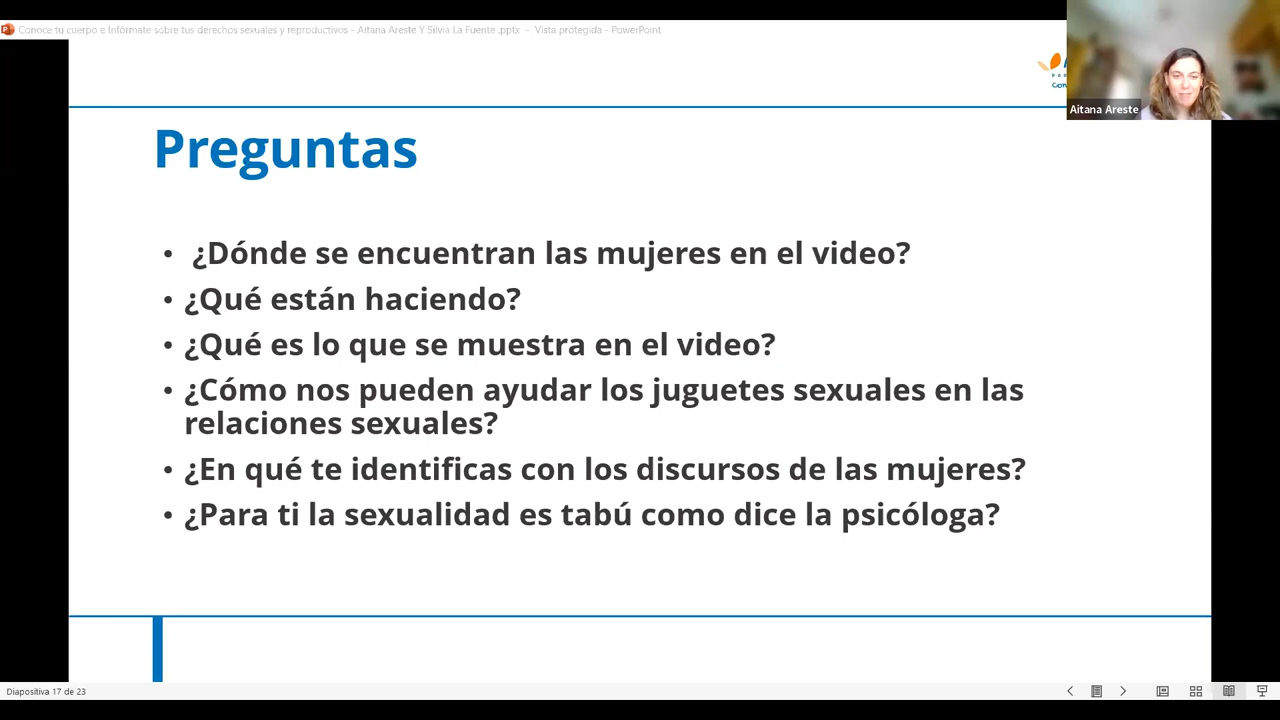 Conoce tu cuerpo e Infórmate sobre tus derechos sexuales y reproductivos - Aitana Areste Y Silvia La Fuente .pptx - Vista protegida - PowerPoint
Aitana Areste
Preguntas
• ¿Dónde se encuentran las mujeres en el video?
• ¿Qué están haciendo?
• ¿Qué es lo que se muestra en el video?
• ¿Cómo nos pueden ayudar los juguetes sexuales en las
relaciones sexuales?
• ¿En qué te identificas con los discursos de las mujeres?
• ¿Para ti la sexualidad es tabú como dice la psicóloga?
Diapositiva 17 de 23